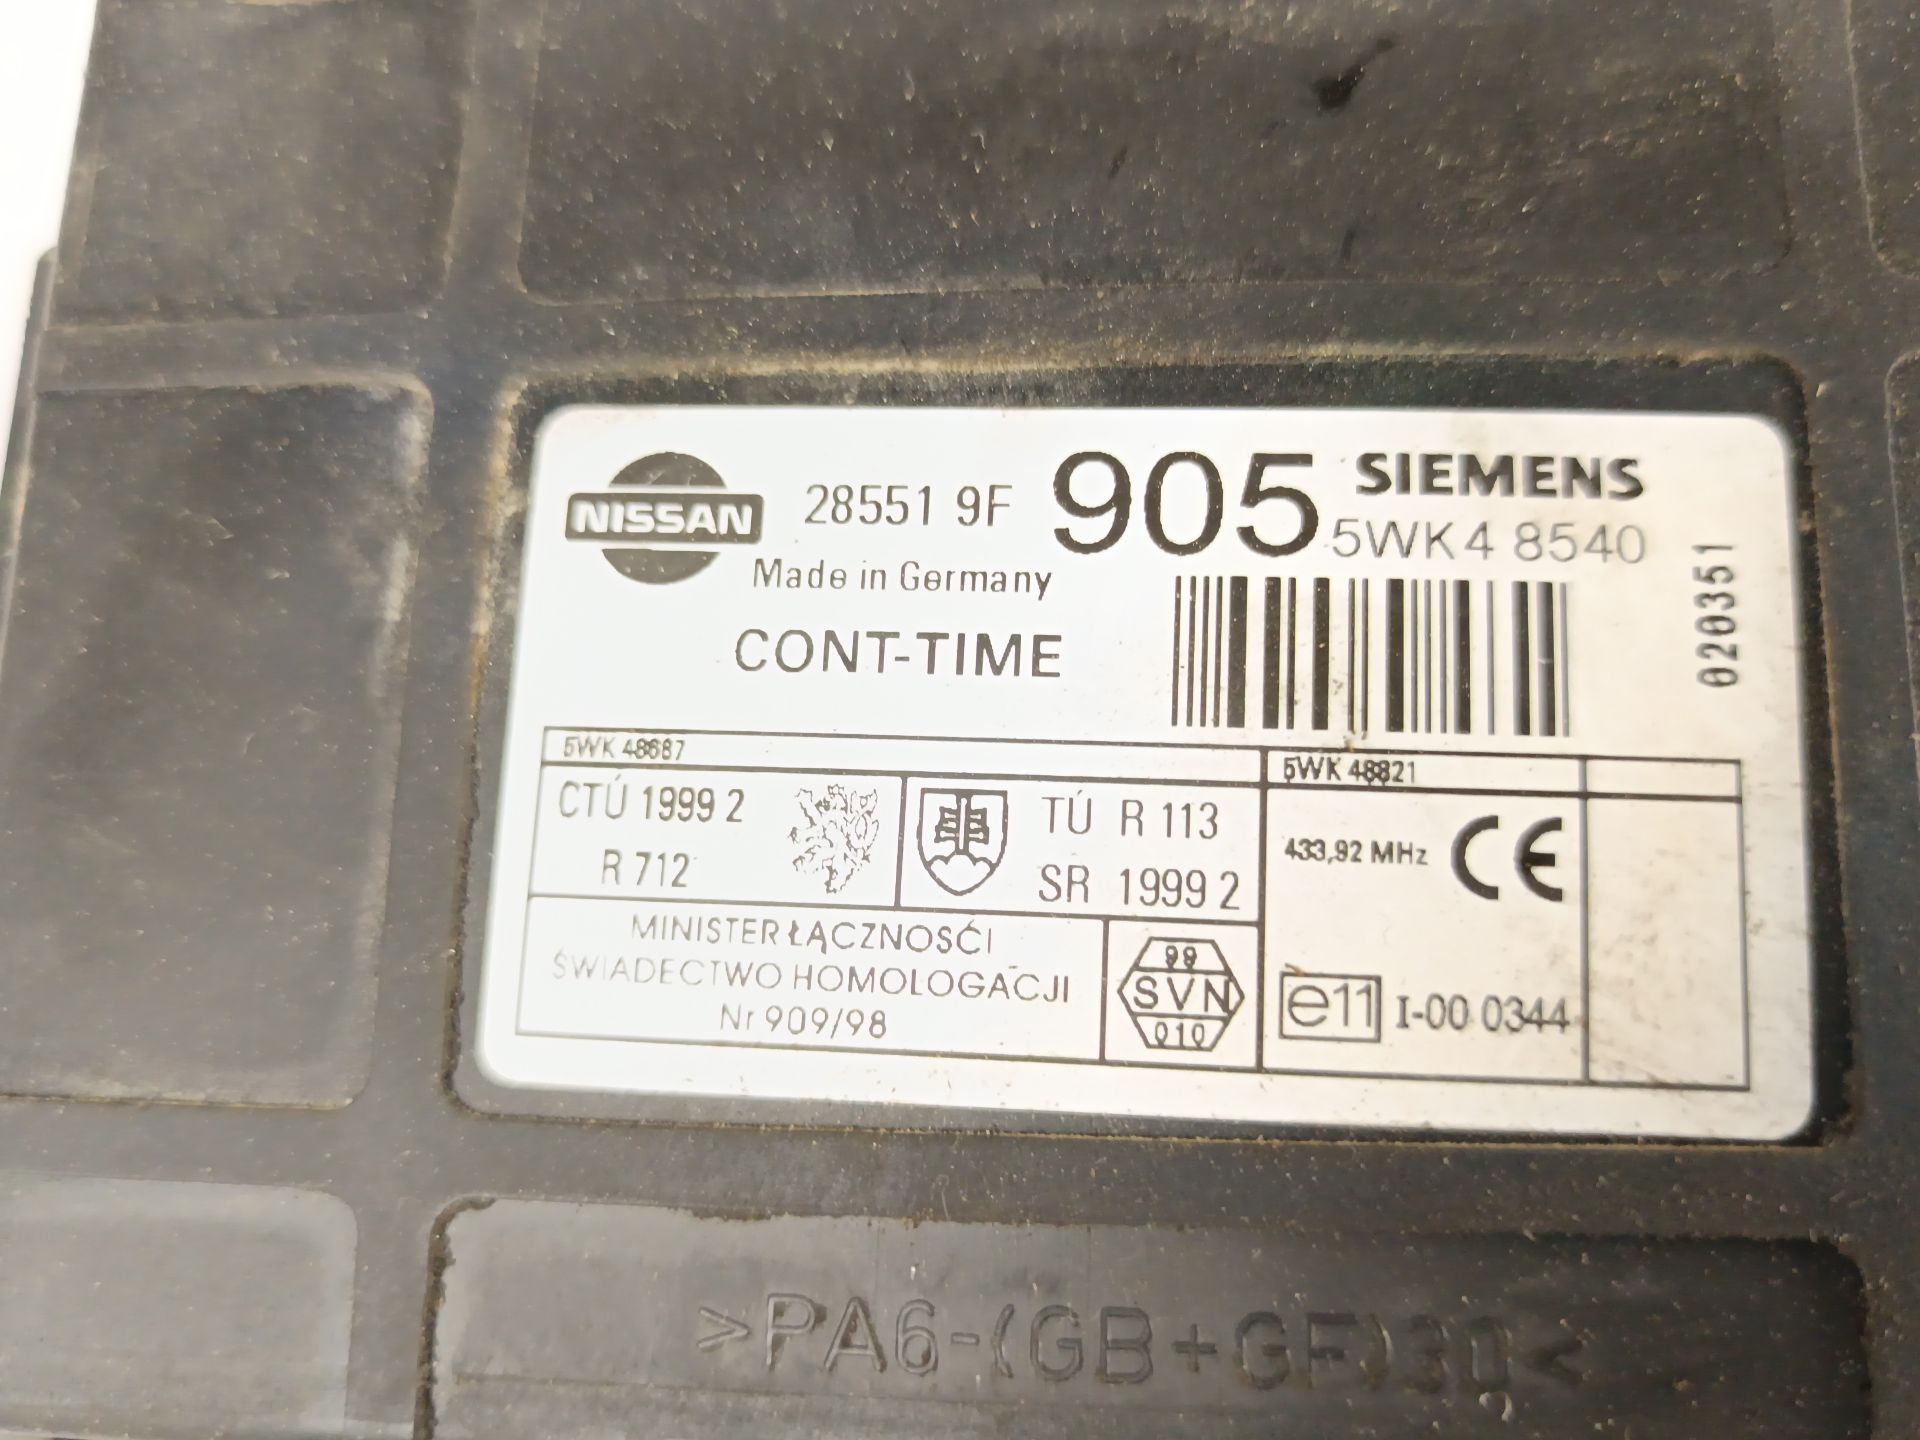 NISSAN
28551 9F 905
SIEMENS
5WK4 8540
Made in Germany
CONT-TIME
020351
5WK 48687
5WK 48821
CTÚ 1999 2
R 712
TÚ R 113
SR 1999 2
433,92 MHz CE
MINISTER ŁĄCZNOSĆI
ŚWIADECTWO HOMOLOGACJI
Nr 909/98
99
SVN
010
e11 I-00 0344
>PA6-(GB+GF)30<